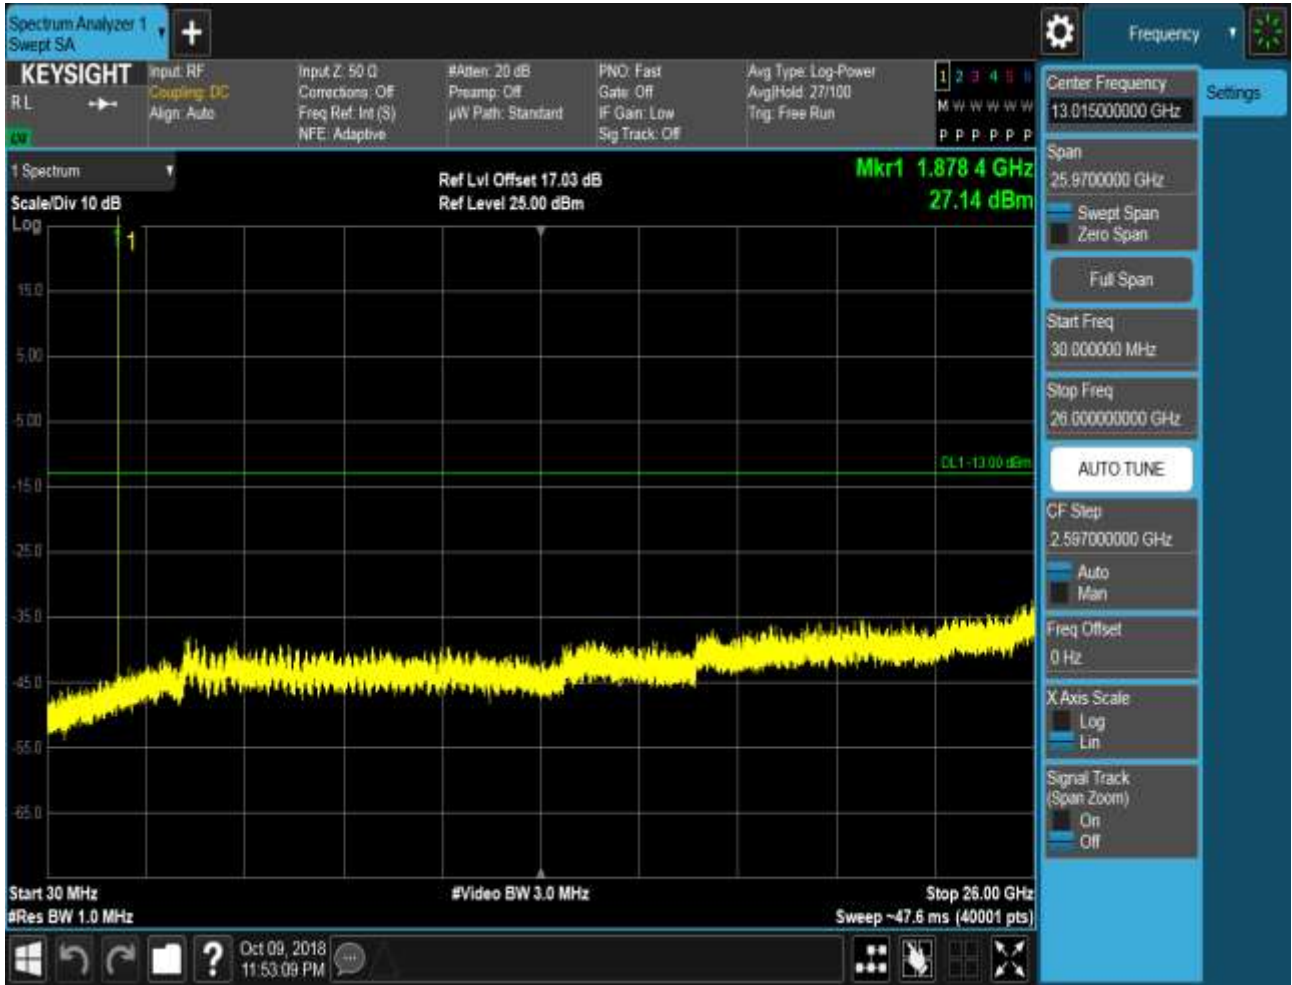 Spectrum Analyzer 1
Swept SA
Frequency
KEYSIGHT
R L
LW
Input: RF
Coupling: DC
Align: Auto
Input Z: 50 Ω
Corrections: Off
Freq Ref: Int (S)
NFE: Adaptive
#Atten: 20 dB
Preamp: Off
µW Path: Standard
PNO: Fast
Gate: Off
IF Gain: Low
Sig Track: Off
Avg Type: Log-Power
Avg|Hold: 27/100
Trig: Free Run
1 2 3 4 5 6
M W W W W W
P P P P P P
1 Spectrum
Scale/Div 10 dB
Log
Ref Lvl Offset 17.03 dB
Ref Level 25.00 dBm
Mkr1 1.878 4 GHz
27.14 dBm
1
15.0
5.00
-5.00
DL1 -13.00 dBm
-15.0
-25.0
-35.0
-45.0
-55.0
-65.0
Start 30 MHz
#Video BW 3.0 MHz
Stop 26.00 GHz
#Res BW 1.0 MHz
Sweep ~47.6 ms (40001 pts)
Center Frequency
13.015000000 GHz
Settings
Span
25.9700000 GHz
Swept Span
Zero Span
Full Span
Start Freq
30.000000 MHz
Stop Freq
26.000000000 GHz
AUTO TUNE
CF Step
2.597000000 GHz
Auto
Man
Freq Offset
0 Hz
X Axis Scale
Log
Lin
Signal Track
(Span Zoom)
On
Off
?
Oct 09, 2018
11:53:09 PM